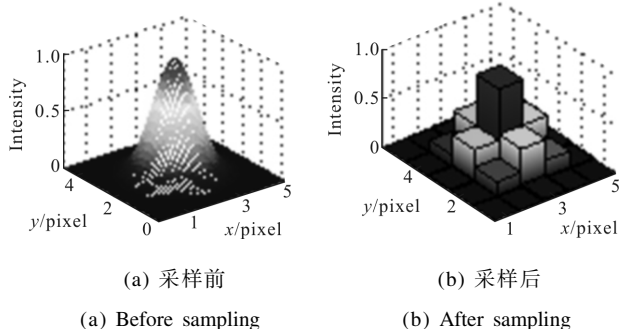 1.0
0.5
0
Intensity
4
2
0
y/pixel
1
3
5
x/pixel
1.0
0.5
0
Intensity
4
2
y/pixel
1
3
5
x/pixel
(a) 采样前
(b) 采样后
(a) Before sampling
(b) After sampling